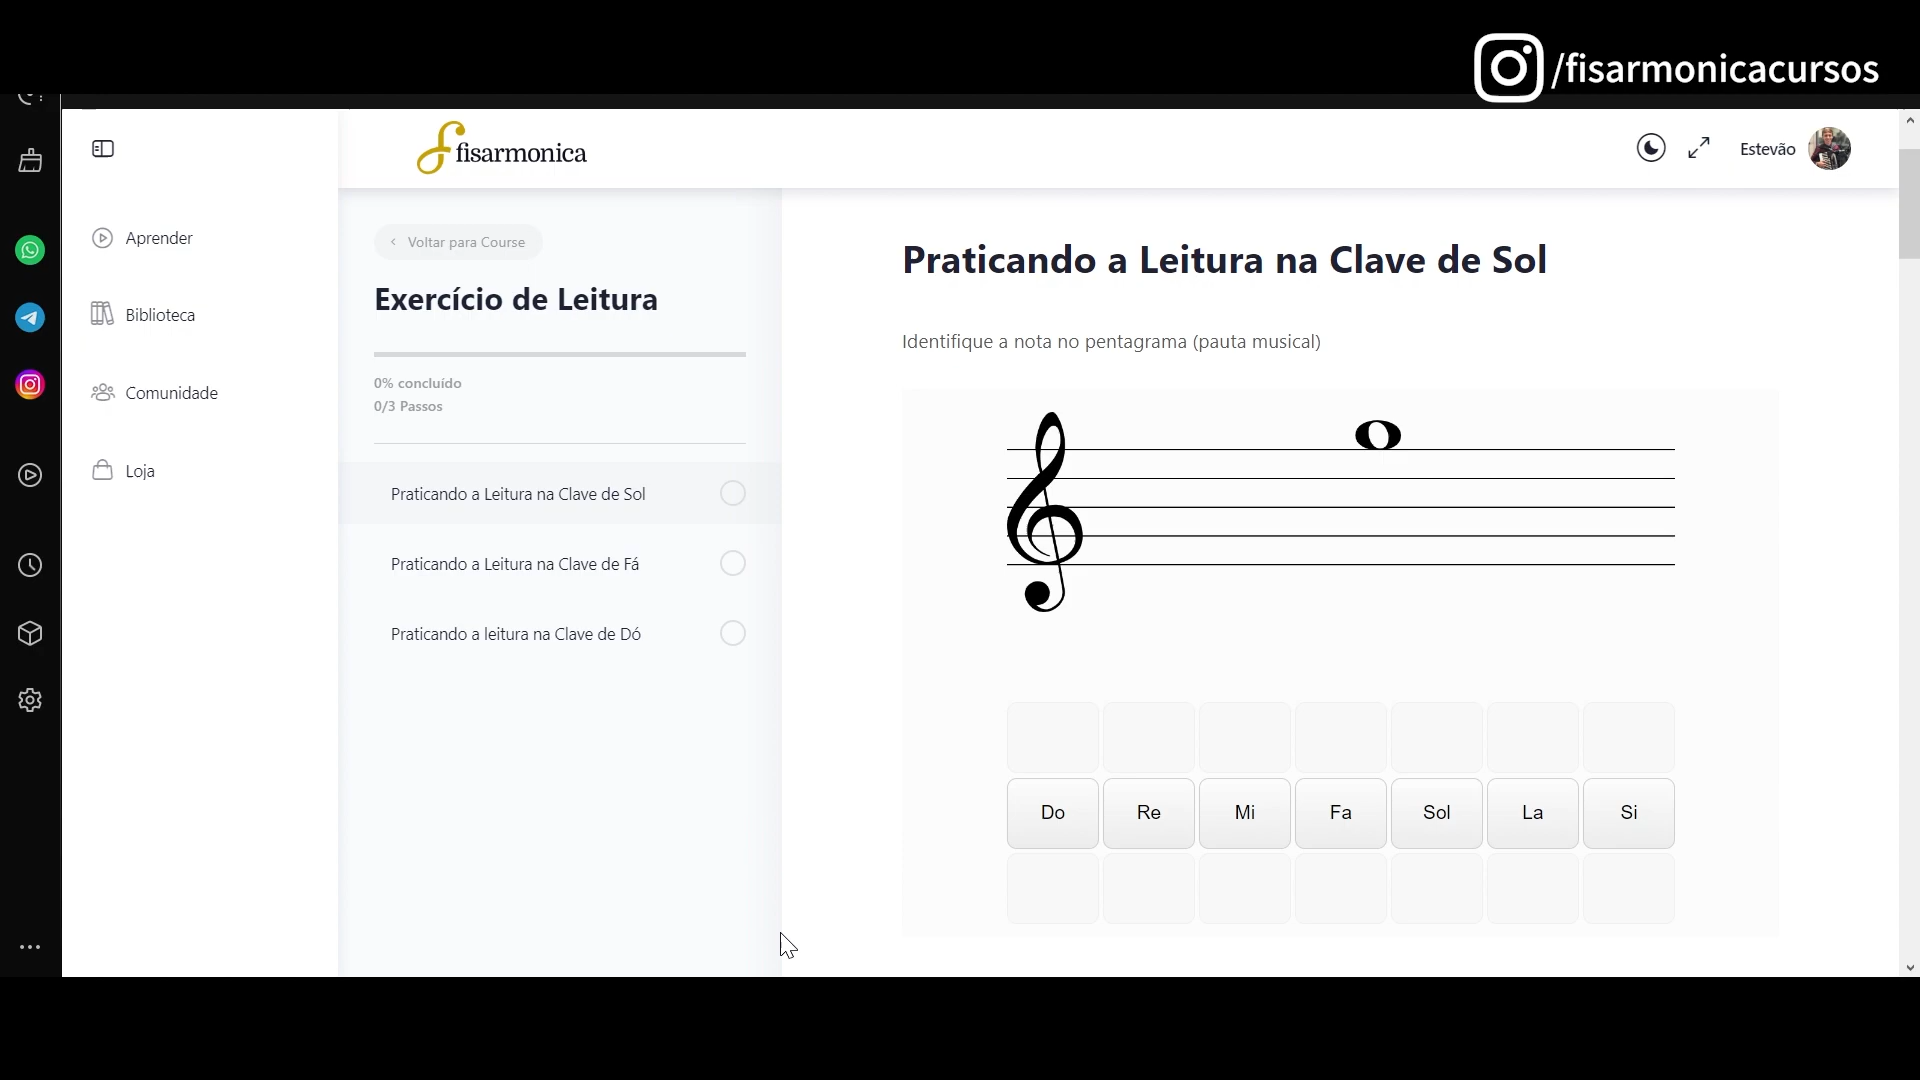 /fisarmonicacursos
fisarmonica
Estevão
Aprender
Biblioteca
Comunidade
Loja
Voltar para Course
Exercício de Leitura
0% concluído
0/3 Passos
Praticando a Leitura na Clave de Sol
Praticando a Leitura na Clave de Fá
Praticando a leitura na Clave de Dó
Praticando a Leitura na Clave de Sol
Identifique a nota no pentagrama (pauta musical)
Do Re Mi Fa Sol La Si